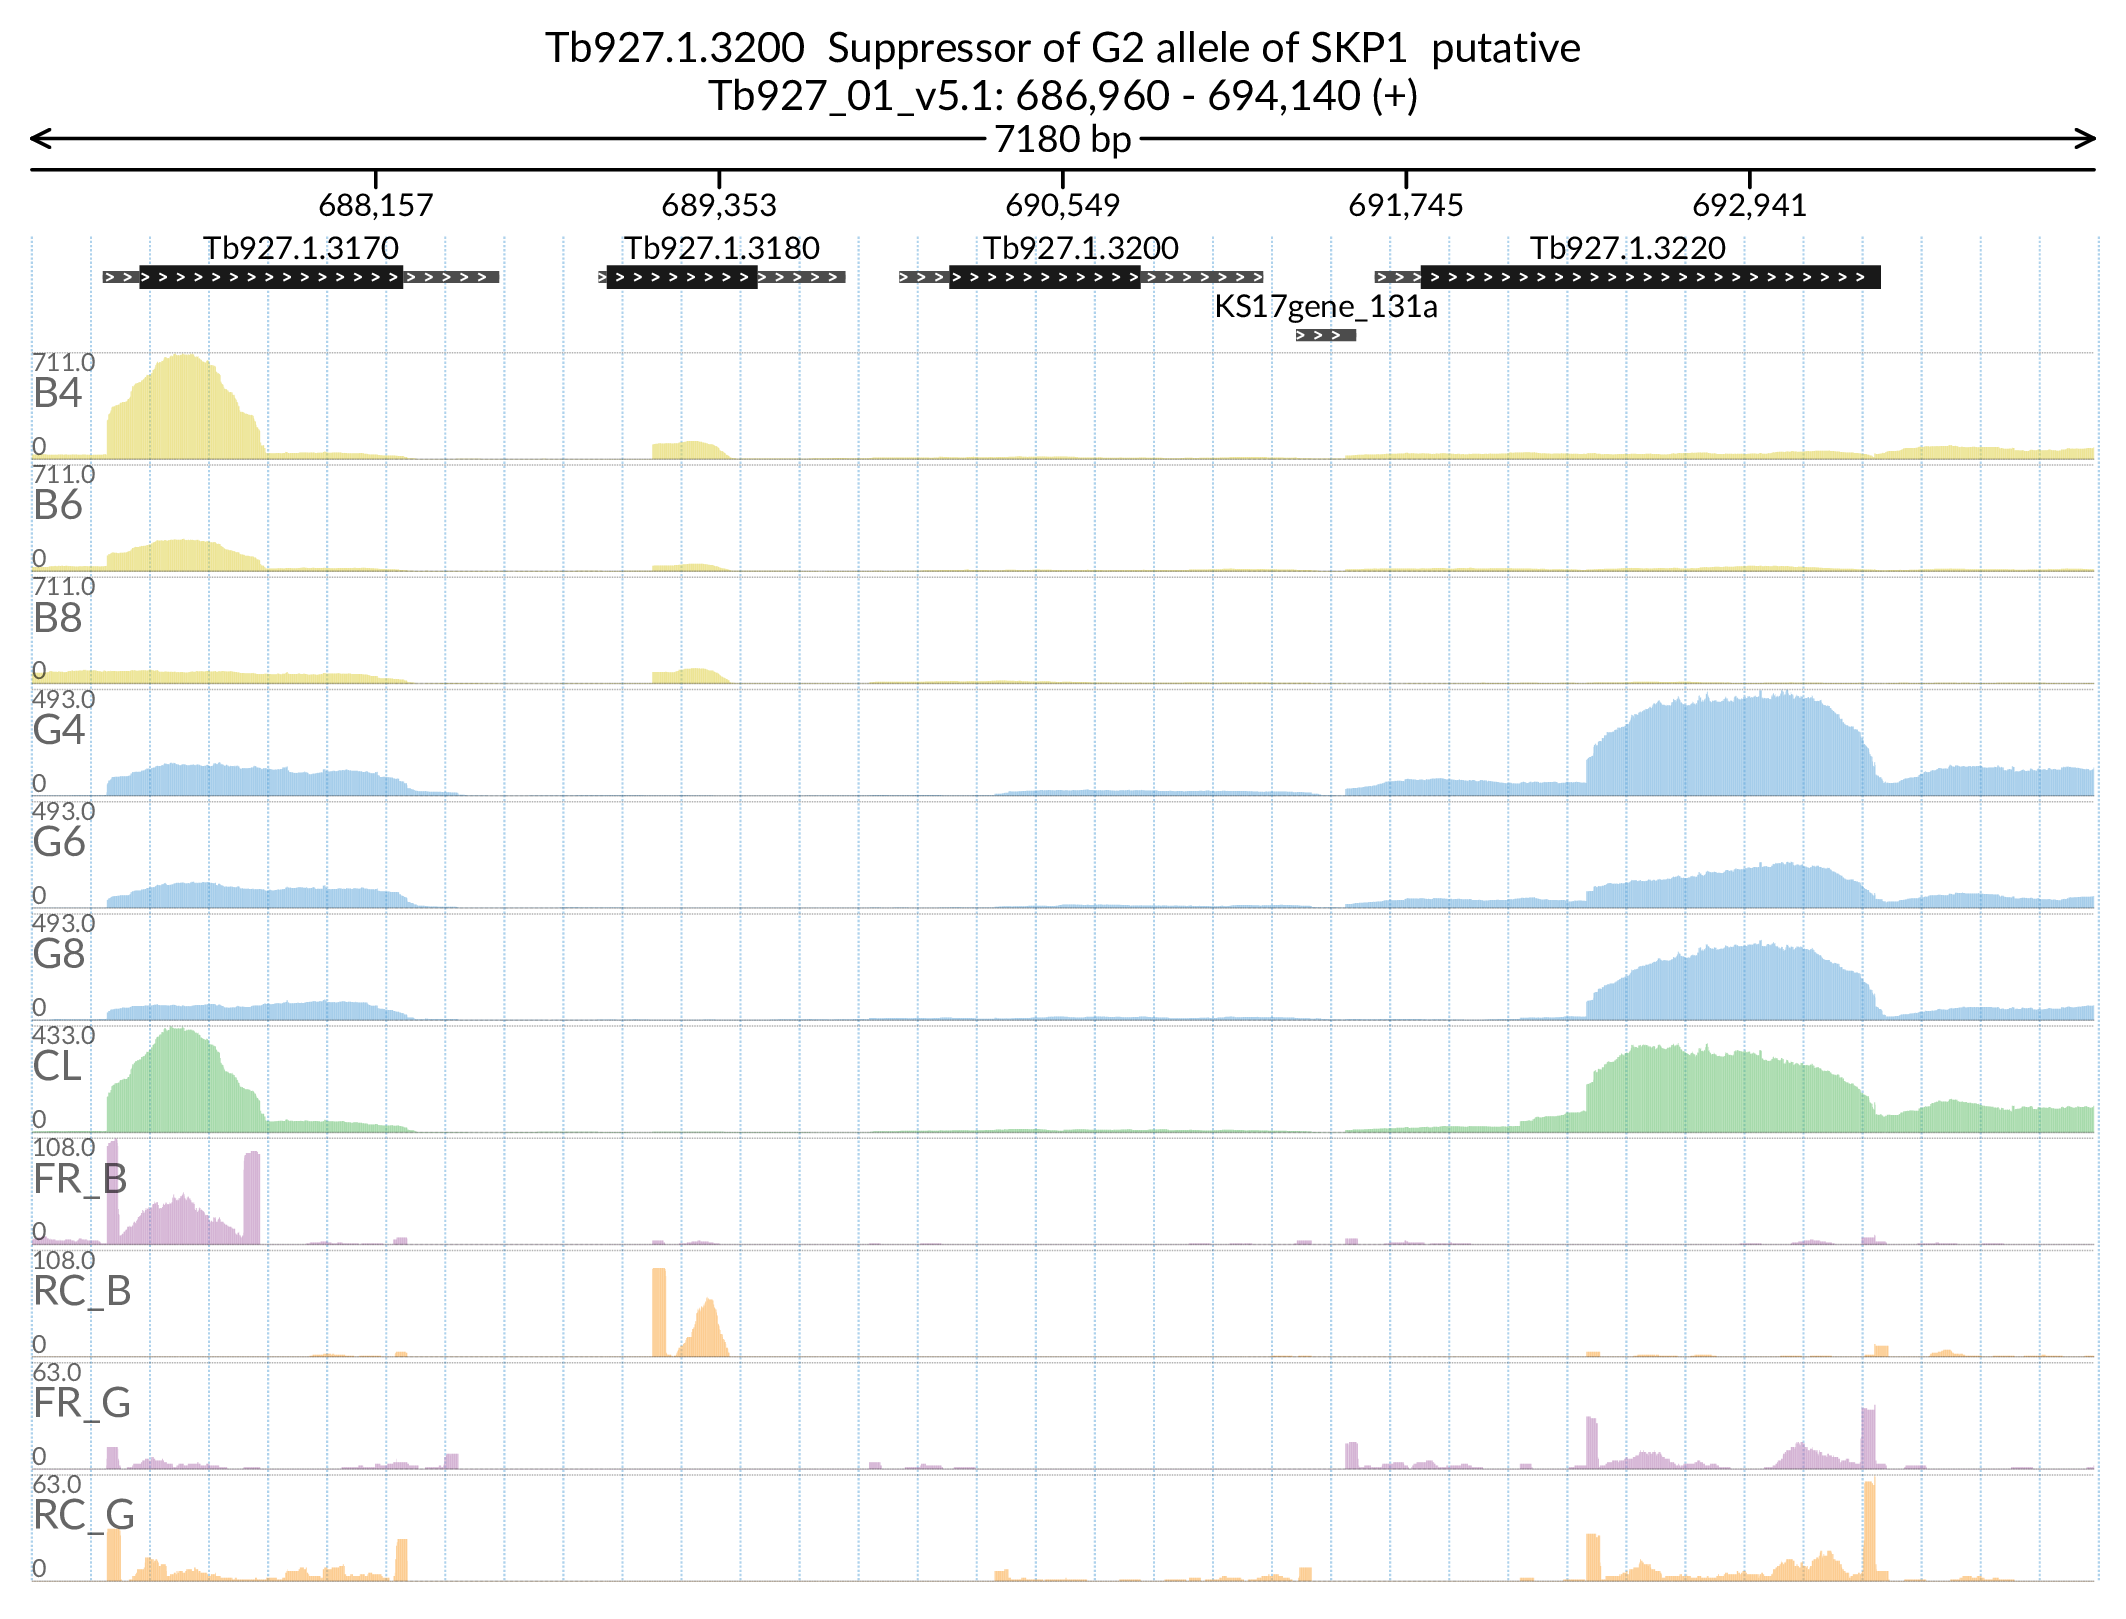 Tb927.1.3200  Suppressor of G2 allele of SKP1  putative
Tb927_01_v5.1: 686,960 - 694,140 (+)
7180 bp
688,157 689,353 690,549 691,745 692,941
Tb927.1.3170 Tb927.1.3180 Tb927.1.3200 Tb927.1.3220
KS17gene_131a
711.0
B4
0
711.0
B6
0
711.0
B8
0
493.0
G4
0
493.0
G6
0
493.0
G8
0
433.0
CL
0
108.0
FR_B
0
108.0
RC_B
0
63.0
FR_G
0
63.0
RC_G
0